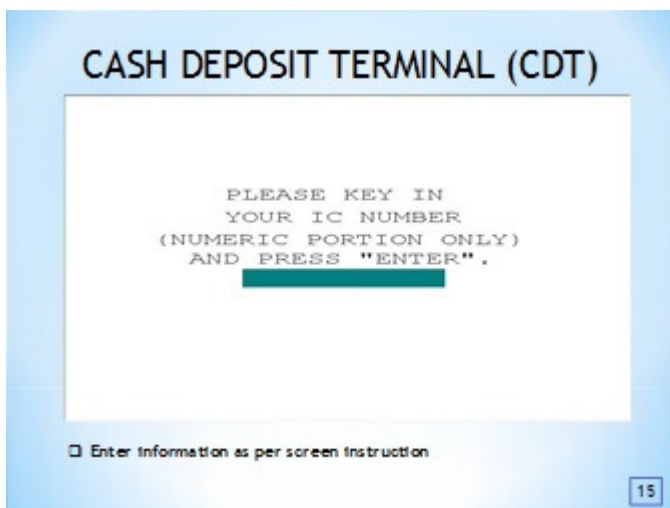 CASH DEPOSIT TERMINAL (CDT)
PLEASE KEY IN
YOUR IC NUMBER
(NUMERIC PORTION ONLY)
AND PRESS "ENTER".
❑ Enter information as per screen instruction
15